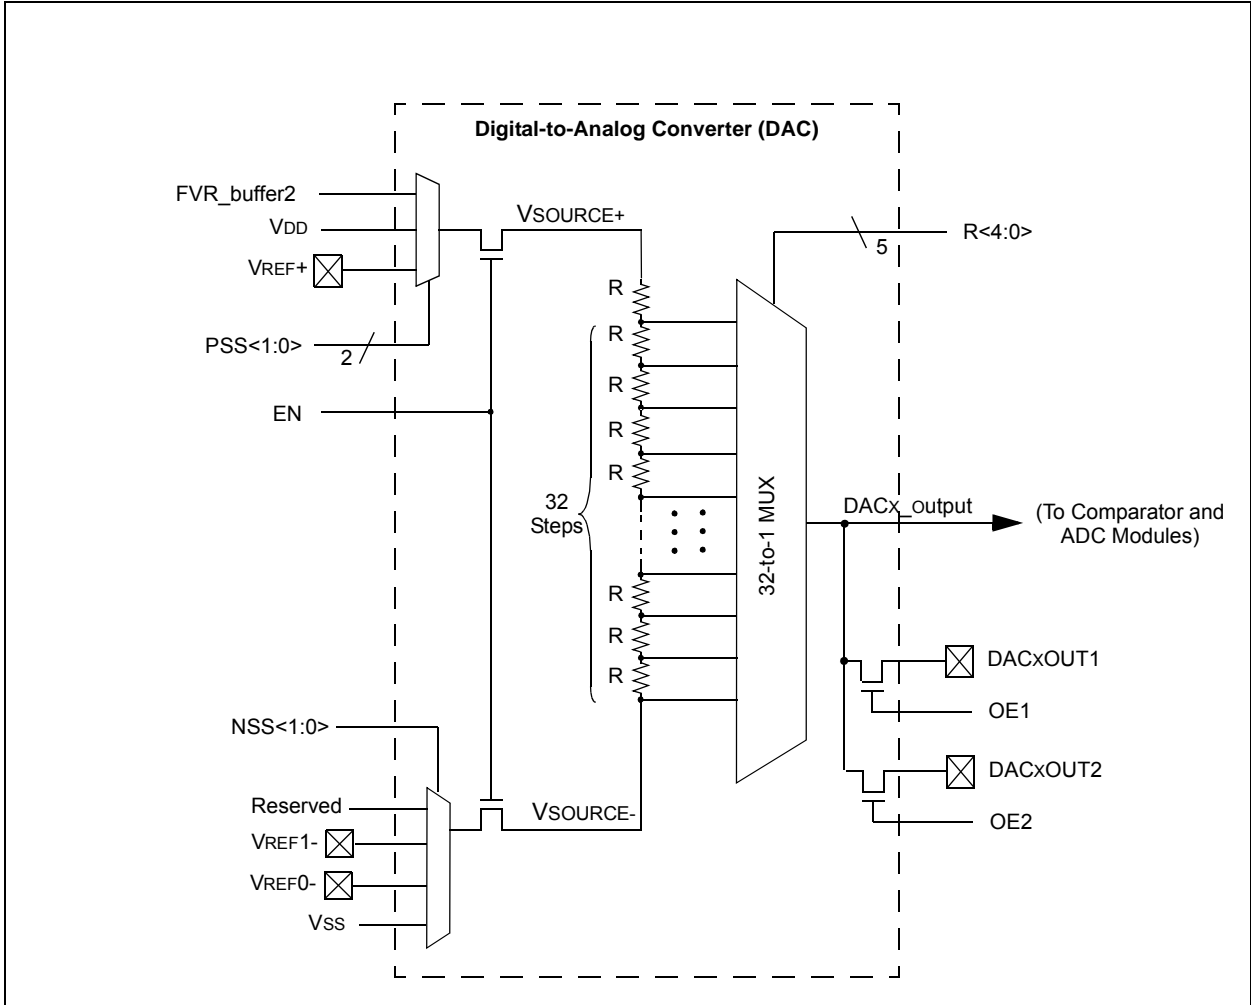 Digital-to-Analog Converter (DAC)
FVR_buffer2
VDD
VREF+
PSS<1:0>
2
EN
VSOURCE+
R<4:0>
5
R
R
R
R
R
32
Steps
R
R
R
32-to-1 MUX
DACX_Output
(To Comparator and
ADC Modules)
DACXOUT1
OE1
DACXOUT2
OE2
NSS<1:0>
Reserved
VREF1-
VREF0-
VSS
VSOURCE-